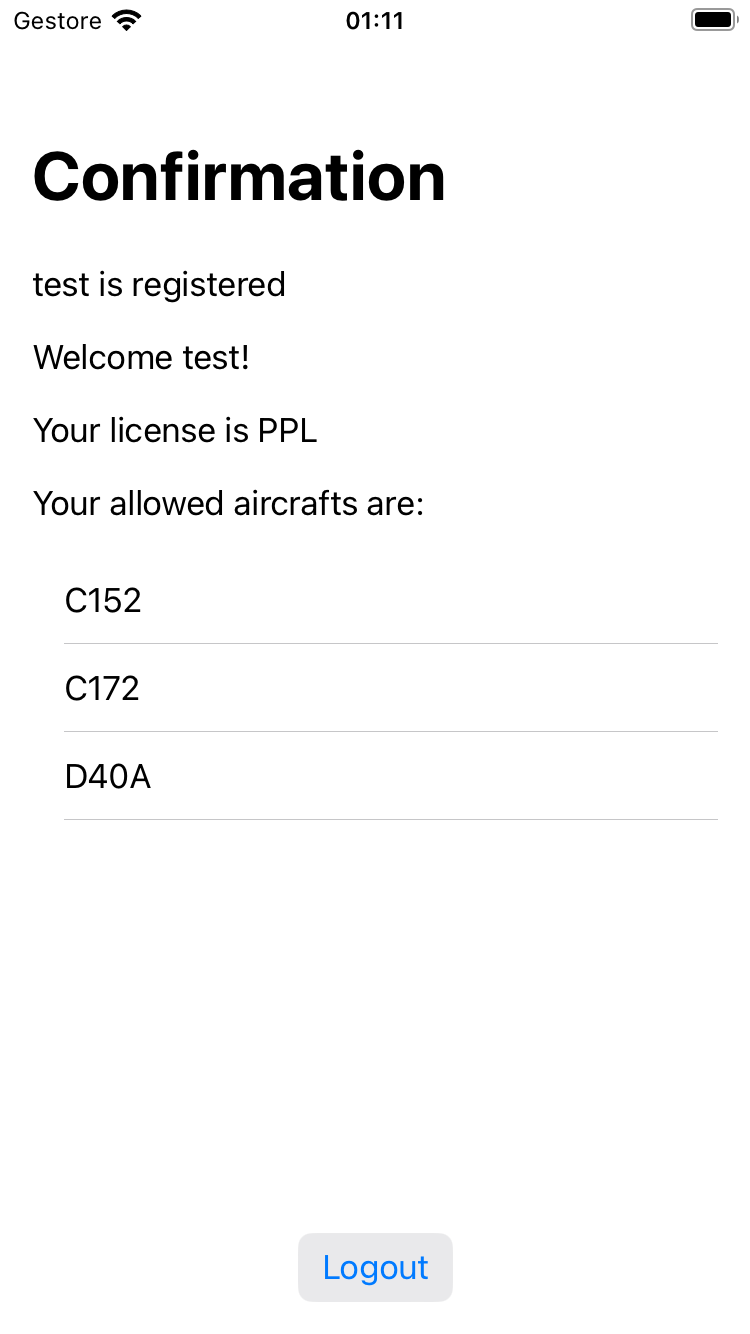 Gestore 01:11
Confirmation
test is registered
Welcome test!
Your license is PPL
Your allowed aircrafts are:
C152
C172
D40A
Logout